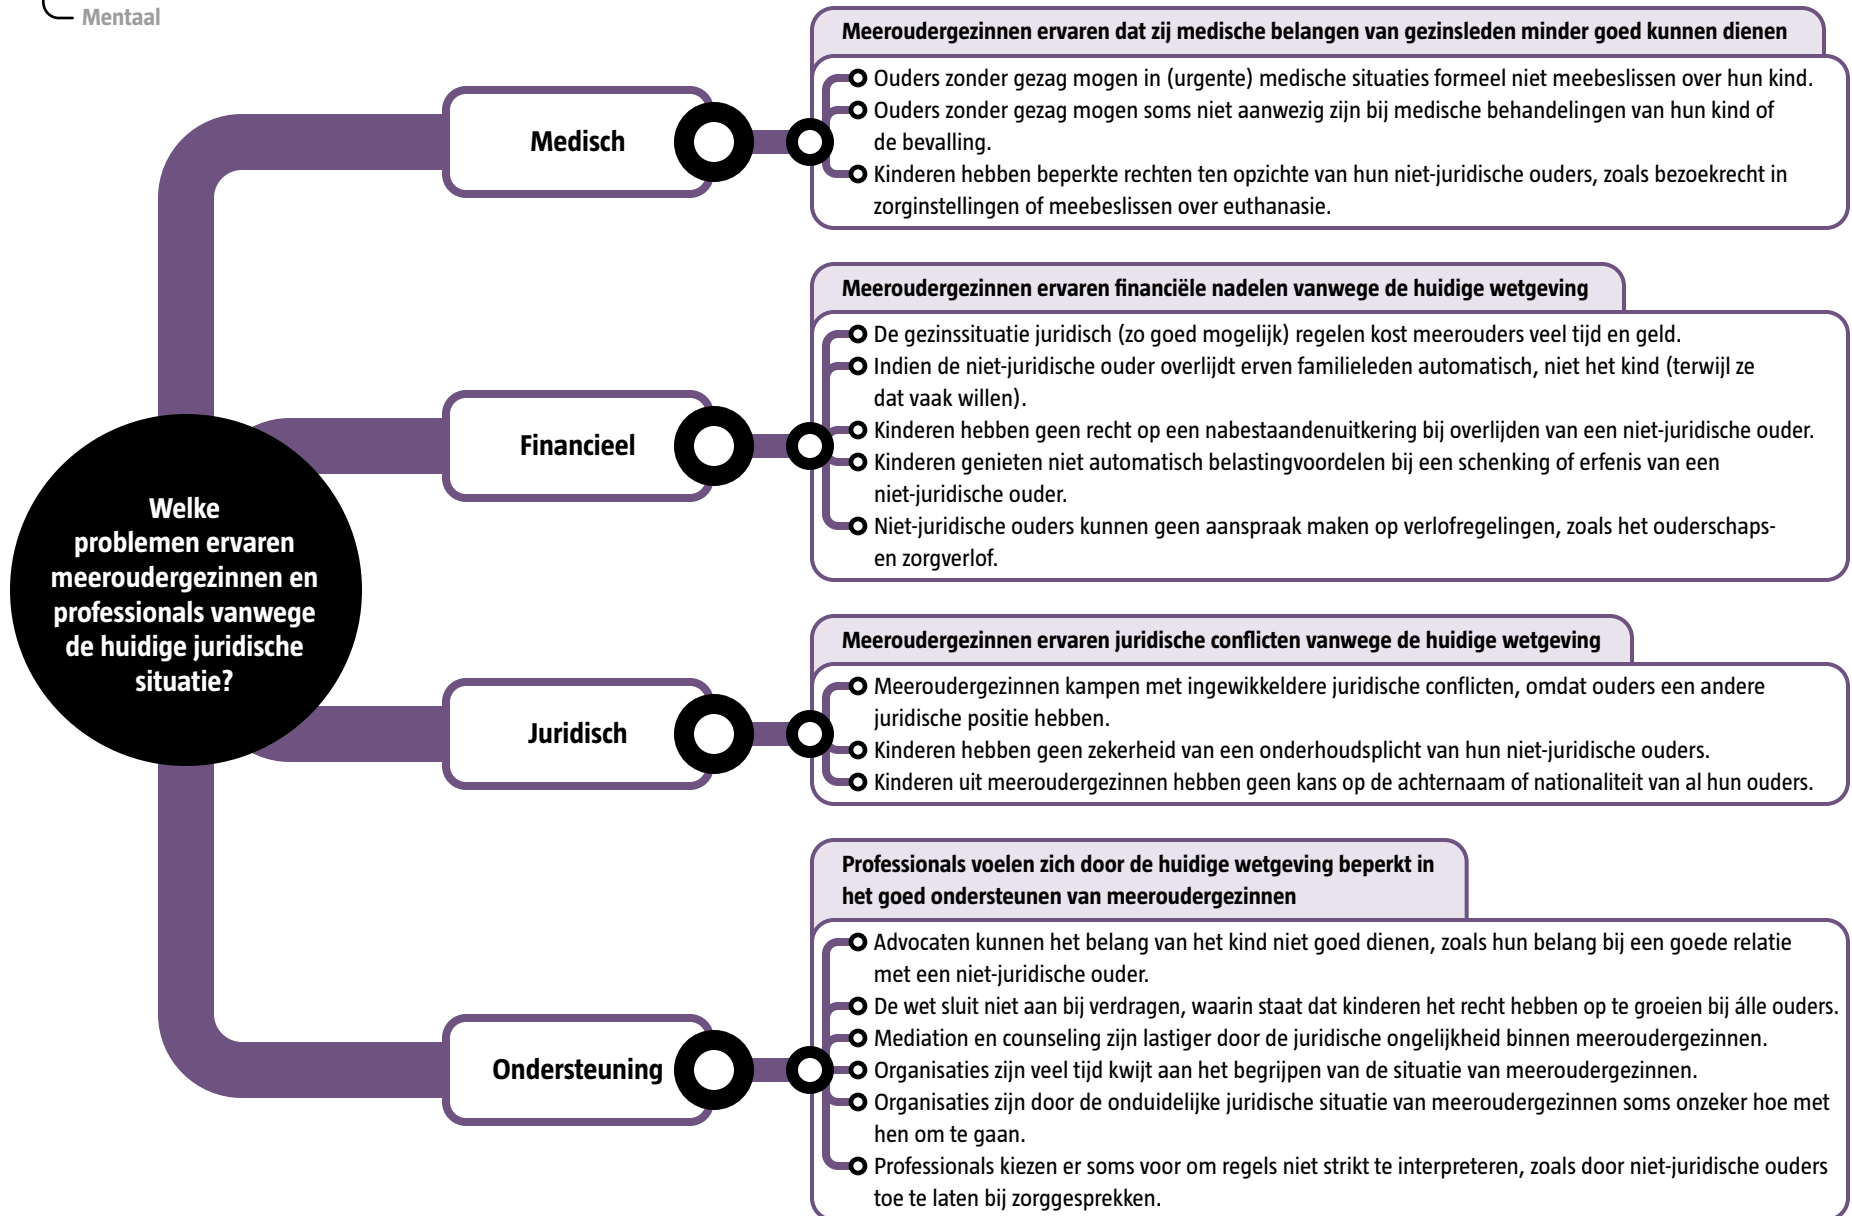 Mentaal
Welke
problemen ervaren
meeroudergezinnen en
professionals vanwege
de huidige juridische
situatie?
Medisch
Meeroudergezinnen ervaren dat zij medische belangen van gezinsleden minder goed kunnen dienen
Ouders zonder gezag mogen in (urgente) medische situaties formeel niet meebeslissen over hun kind.
Ouders zonder gezag mogen soms niet aanwezig zijn bij medische behandelingen van hun kind of
de bevalling.
Kinderen hebben beperkte rechten ten opzichte van hun niet-juridische ouders, zoals bezoekrecht in
zorginstellingen of meebeslissen over euthanasie.
Financieel
Meeroudergezinnen ervaren financiële nadelen vanwege de huidige wetgeving
De gezinssituatie juridisch (zo goed mogelijk) regelen kost meerouders veel tijd en geld.
Indien de niet-juridische ouder overlijdt erven familieleden automatisch, niet het kind (terwijl ze
dat vaak willen).
Kinderen hebben geen recht op een nabestaandenuitkering bij overlijden van een niet-juridische ouder.
Kinderen genieten niet automatisch belastingvoordelen bij een schenking of erfenis van een
niet-juridische ouder.
Niet-juridische ouders kunnen geen aanspraak maken op verlofregelingen, zoals het ouderschaps-
en zorgverlof.
Juridisch
Meeroudergezinnen ervaren juridische conflicten vanwege de huidige wetgeving
Meeroudergezinnen kampen met ingewikkeldere juridische conflicten, omdat ouders een andere
juridische positie hebben.
Kinderen hebben geen zekerheid van een onderhoudsplicht van hun niet-juridische ouders.
Kinderen uit meeroudergezinnen hebben geen kans op de achternaam of nationaliteit van al hun ouders.
Ondersteuning
Professionals voelen zich door de huidige wetgeving beperkt in
het goed ondersteunen van meeroudergezinnen
Advocaten kunnen het belang van het kind niet goed dienen, zoals hun belang bij een goede relatie
met een niet-juridische ouder.
De wet sluit niet aan bij verdragen, waarin staat dat kinderen het recht hebben op te groeien bij álle ouders.
Mediation en counseling zijn lastiger door de juridische ongelijkheid binnen meeroudergezinnen.
Organisaties zijn veel tijd kwijt aan het begrijpen van de situatie van meeroudergezinnen.
Organisaties zijn door de onduidelijke juridische situatie van meeroudergezinnen soms onzeker hoe met
hen om te gaan.
Professionals kiezen er soms voor om regels niet strikt te interpreteren, zoals door niet-juridische ouders
toe te laten bij zorggesprekken.